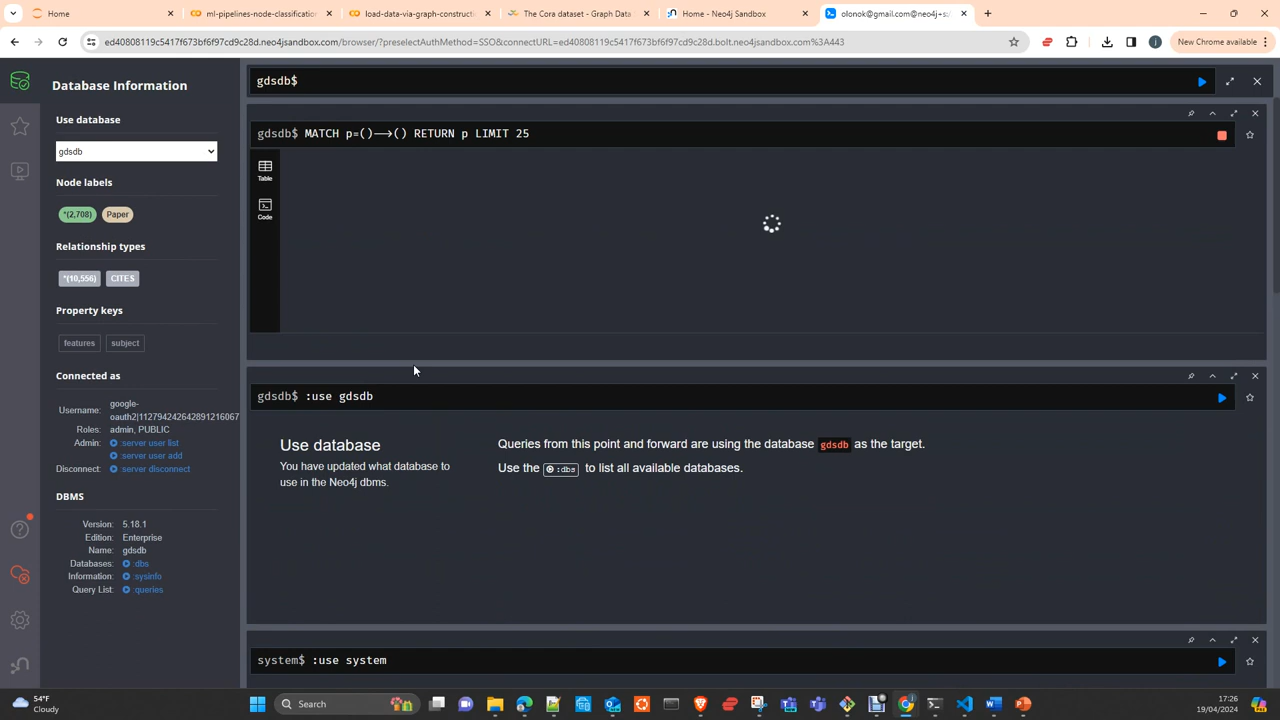 Home
ml-pipelines-node-classification
load-data-via-graph-constructi
The Cora dataset - Graph Data
Home - Neo4j Sandbox
olonok@gmail.com@neo4j+s:/
ed40808119c5417f673bf6f97cd9c28d.neo4jsandbox.com/browser/?preselectAuthMethod=SSO&connectURL=ed40808119c5417f673bf6f97cd9c28d.bolt.neo4jsandbox.com%3A443
New Chrome available
Database Information
Use database
gdsdb
Node labels
*(2,708)
Paper
Relationship types
*(10,556)
CITES
Property keys
features
subject
Connected as
Username:
google-
oauth2|112794242642891216067
Roles: admin, PUBLIC
Admin: :server user list
:server user add
Disconnect: :server disconnect
DBMS
Version: 5.18.1
Edition: Enterprise
Name: gdsdb
Databases: :dbs
Information: :sysinfo
Query List: :queries
gdsdb$
gdsdb$ MATCH p=()-->() RETURN p LIMIT 25
Table
Code
gdsdb$ :use gdsdb
Use database
You have updated what database to
use in the Neo4j dbms.
Queries from this point and forward are using the database gdsdb as the target.
Use the :dbs to list all available databases.
system$ :use system
54°F
Cloudy
Search
17:26
19/04/2024